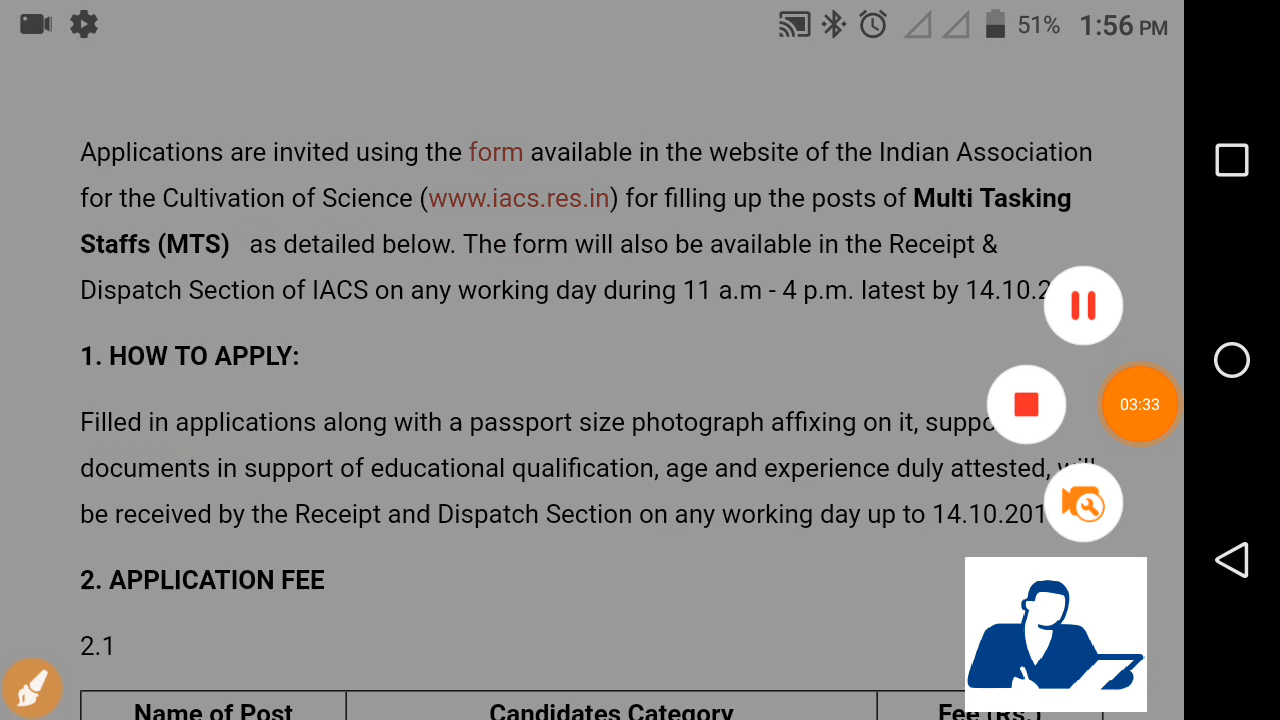 51% 1:56 PM
Applications are invited using the form available in the website of the Indian Association
for the Cultivation of Science (www.iacs.res.in) for filling up the posts of Multi Tasking
Staffs (MTS) as detailed below. The form will also be available in the Receipt &
Dispatch Section of IACS on any working day during 11 a.m - 4 p.m. latest by 14.10.2
1. HOW TO APPLY:
Filled in applications along with a passport size photograph affixing on it,
03:33
documents in support of educational qualification, age and experience duly attested, will
be received by the Receipt and Dispatch Section on any working day up to 14.10.201
2. APPLICATION FEE
2.1
Name of Post Candidates Category Fee (Rs.)